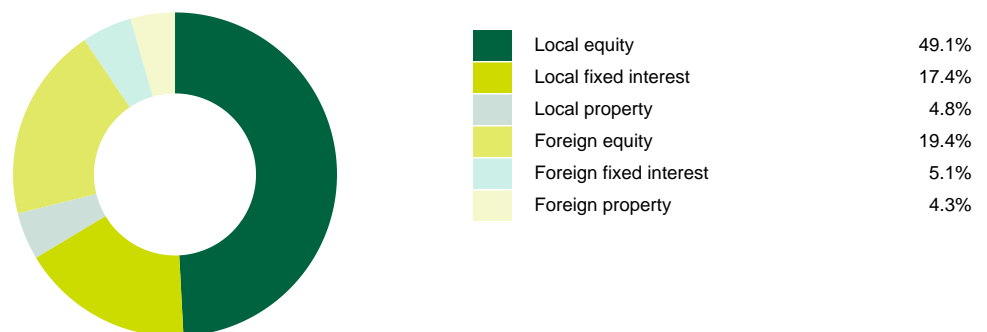 Local equity 49.1%
Local fixed interest 17.4%
Local property 4.8%
Foreign equity 19.4%
Foreign fixed interest 5.1%
Foreign property 4.3%